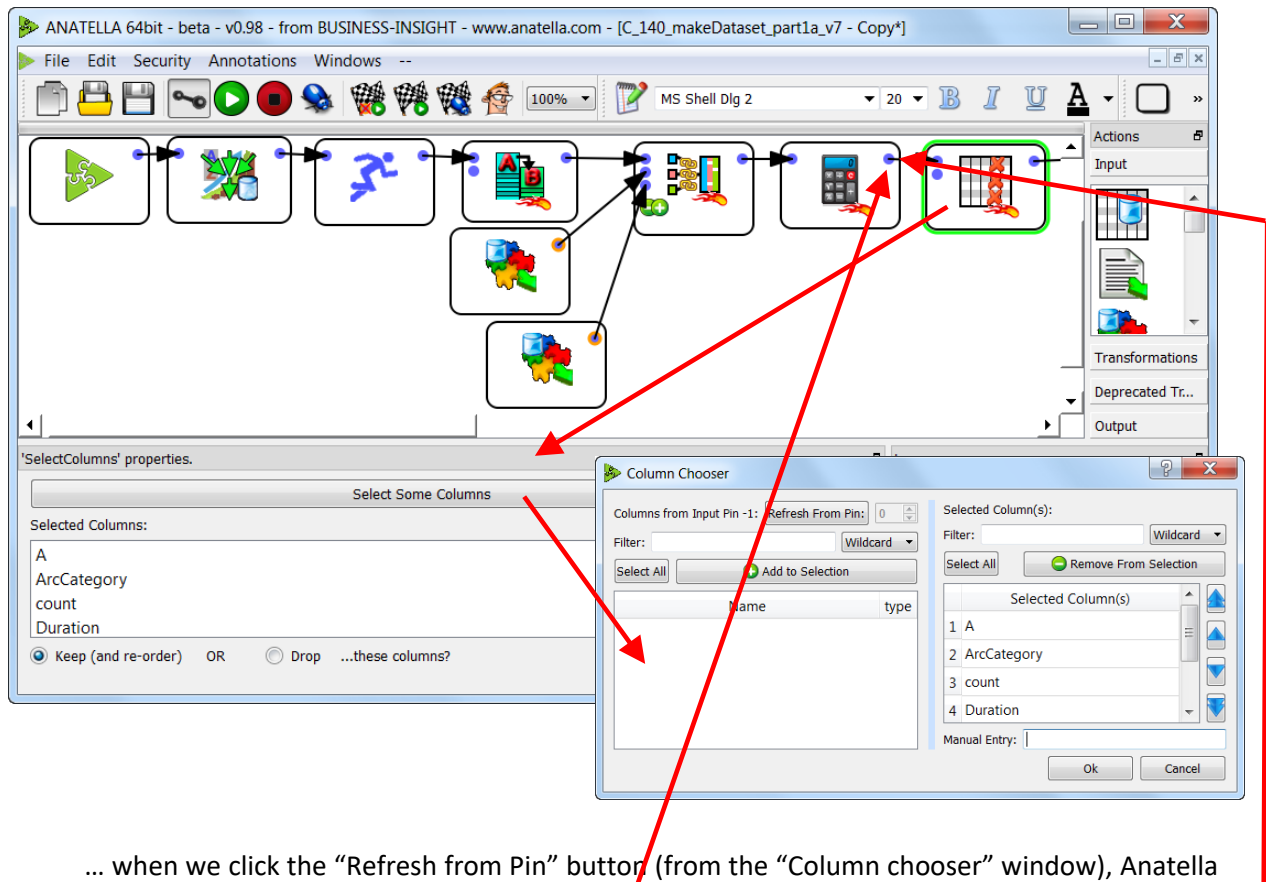 ANATELLA 64bit - beta - v0.98 - from BUSINESS-INSIGHT - www.anatella.com - [C_140_makeDataset_part1a_v7 - Copy*]
File Edit Security Annotations Windows --
100% MS Shell Dlg 2 20 B I U A »
Actions
Input
Transformations
Deprecated Tr...
Output
'SelectColumns' properties.
Select Some Columns
Selected Columns:
A
ArcCategory
count
Duration
Keep (and re-order) OR Drop ...these columns?
Column Chooser
Columns from Input Pin -1: Refresh From Pin: 0
Filter: Wildcard
Select All Add to Selection
Name type
Selected Column(s):
Filter: Wildcard
Select All Remove From Selection
Selected Column(s)
1 A
2 ArcCategory
3 count
4 Duration
Manual Entry:
Ok Cancel
… when we click the “Refresh from Pin” button (from the “Column chooser” window), Anatella